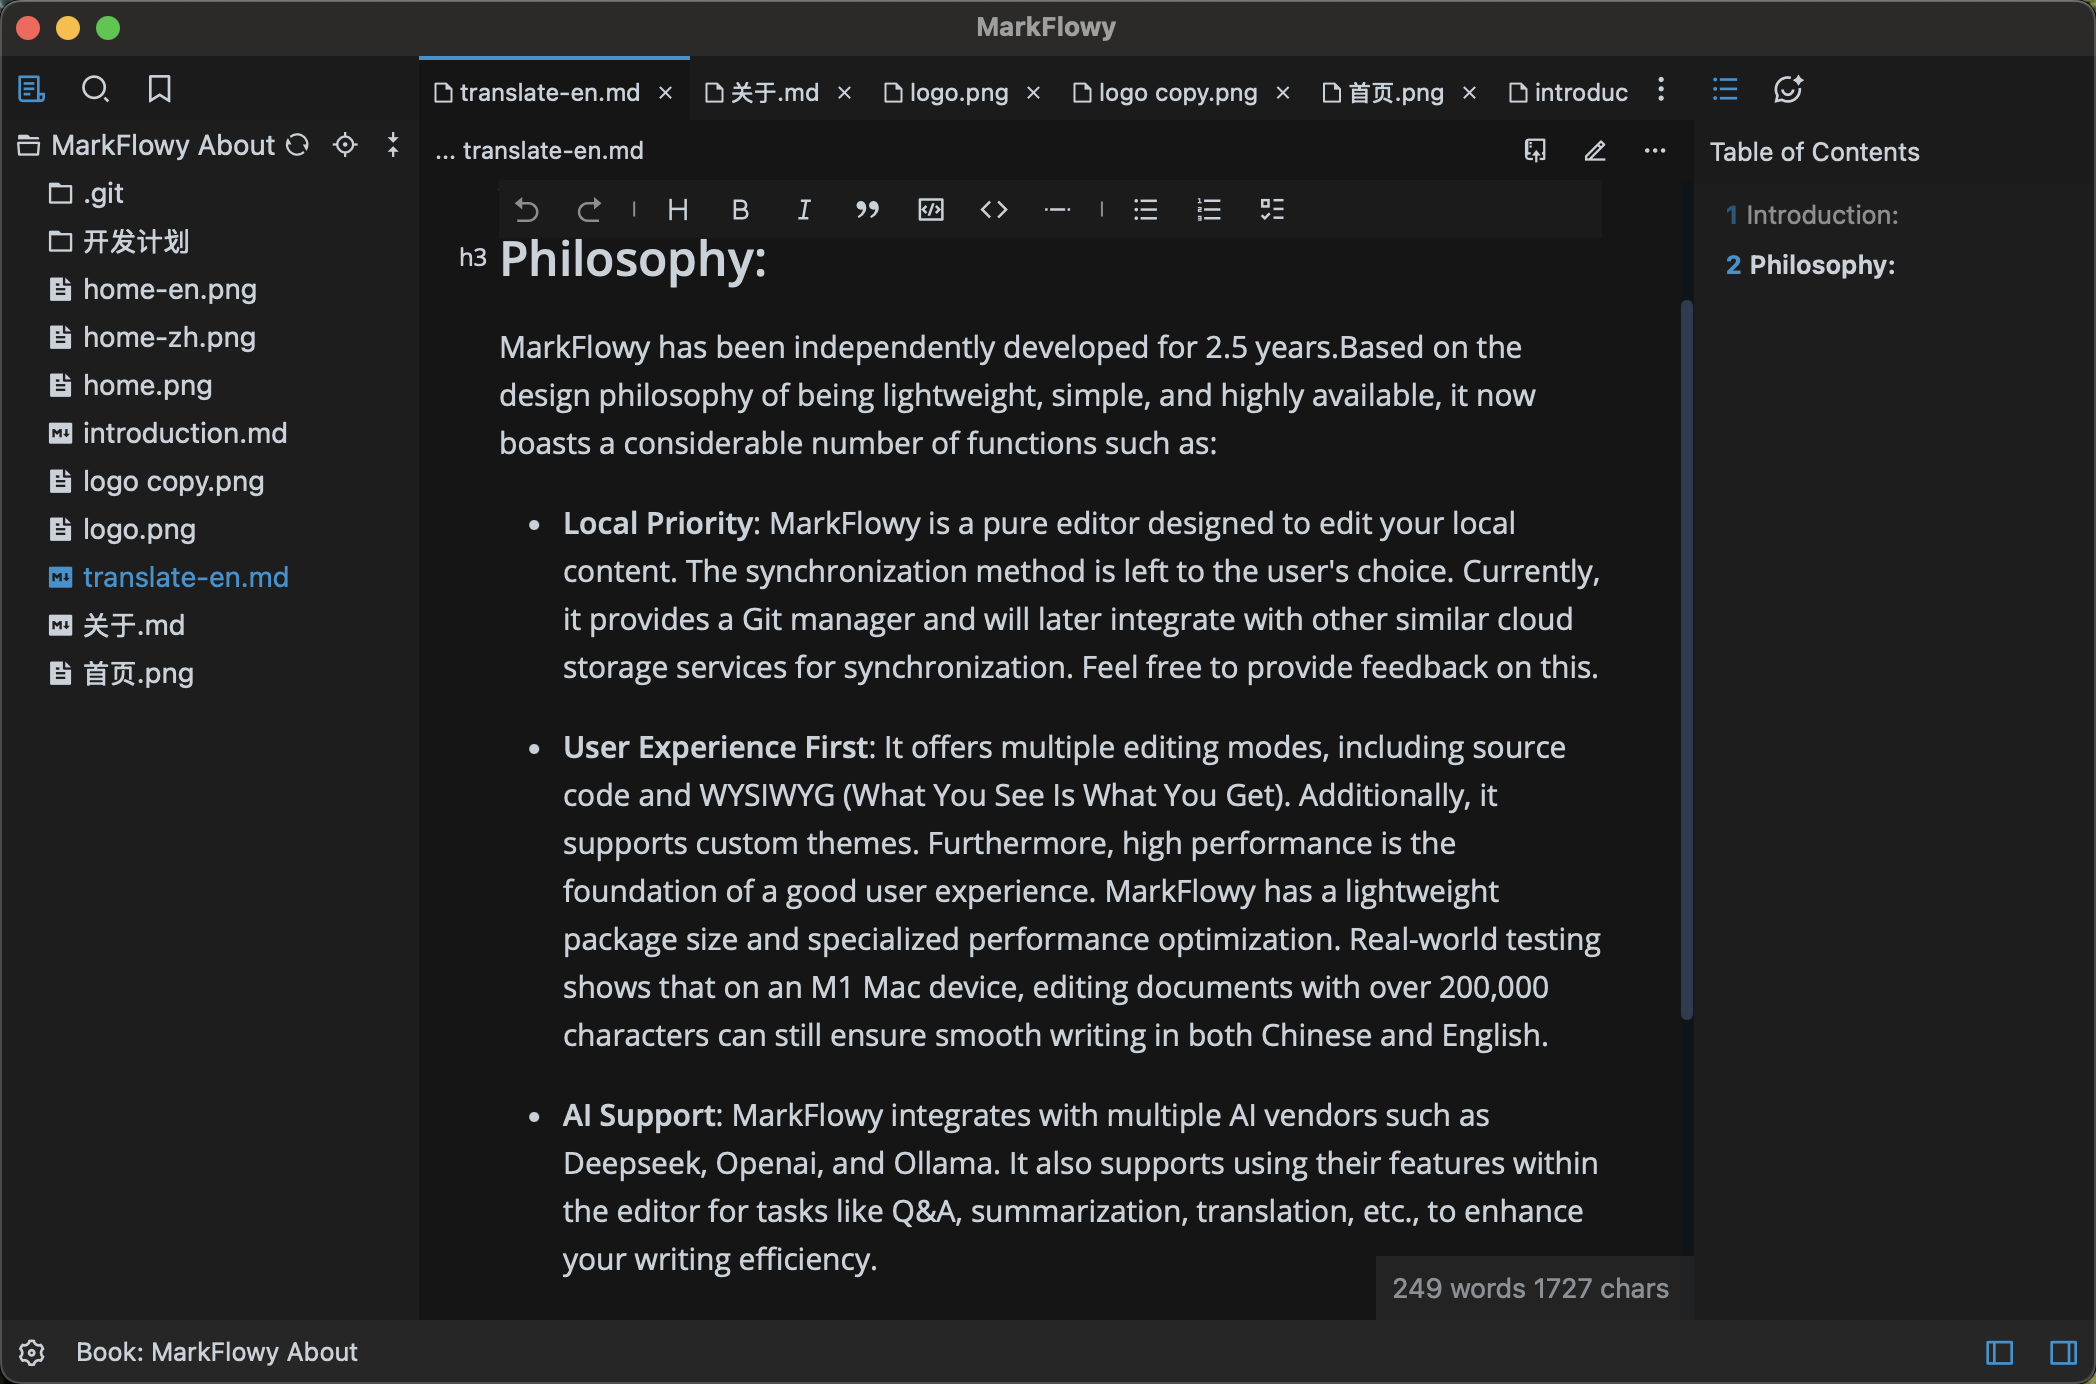 MarkFlowy
translate-en.md
关于.md
logo.png
logo copy.png
首页.png
introduc
MarkFlowy About
.git
开发计划
home-en.png
home-zh.png
home.png
introduction.md
logo copy.png
logo.png
translate-en.md
关于.md
首页.png
... translate-en.md
H B I
h3 Philosophy:
MarkFlowy has been independently developed for 2.5 years.Based on the
design philosophy of being lightweight, simple, and highly available, it now
boasts a considerable number of functions such as:
• Local Priority: MarkFlowy is a pure editor designed to edit your local
content. The synchronization method is left to the user's choice. Currently,
it provides a Git manager and will later integrate with other similar cloud
storage services for synchronization. Feel free to provide feedback on this.
• User Experience First: It offers multiple editing modes, including source
code and WYSIWYG (What You See Is What You Get). Additionally, it
supports custom themes. Furthermore, high performance is the
foundation of a good user experience. MarkFlowy has a lightweight
package size and specialized performance optimization. Real-world testing
shows that on an M1 Mac device, editing documents with over 200,000
characters can still ensure smooth writing in both Chinese and English.
• AI Support: MarkFlowy integrates with multiple AI vendors such as
Deepseek, Openai, and Ollama. It also supports using their features within
the editor for tasks like Q&A, summarization, translation, etc., to enhance
your writing efficiency.
249 words 1727 chars
Table of Contents
1 Introduction:
2 Philosophy:
Book: MarkFlowy About